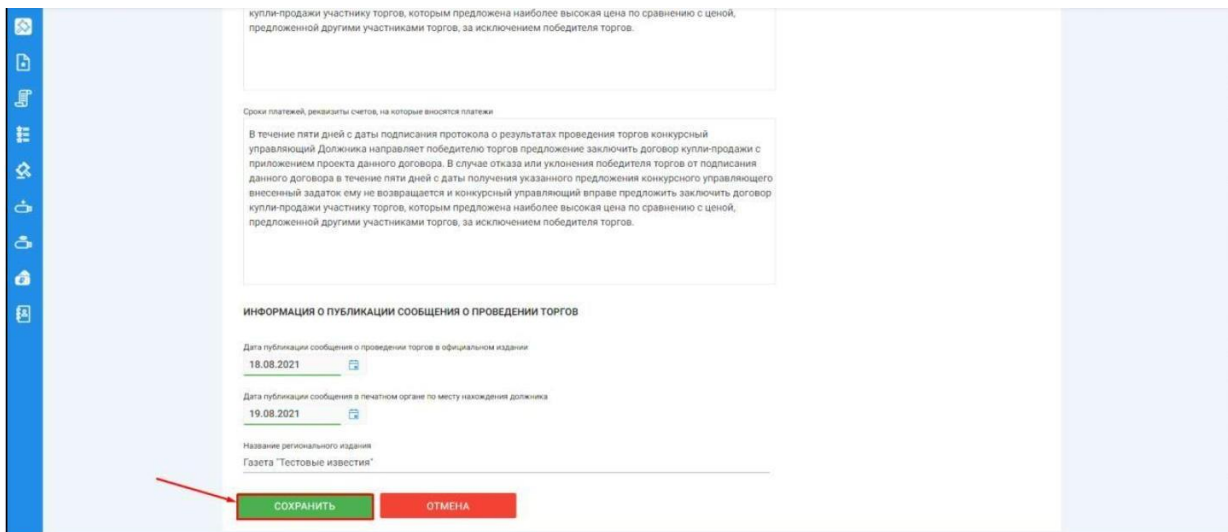 купли-продажи участнику торгов, которым предложена наиболее высокая цена по сравнению с ценой,
предложенной другими участниками торгов, за исключением победителя торгов.
Сроки платежей, реквизиты счетов, на которые вносятся платежи
В течение пяти дней с даты подписания протокола о результатах проведения торгов конкурсный
управляющий Должника направляет победителю торгов предложение заключить договор купли-продажи с
приложением проекта данного договора. В случае отказа или уклонения победителя торгов от подписания
данного договора в течение пяти дней с даты получения указанного предложения конкурсного управляющего
внесенный задаток ему не возвращается и конкурсный управляющий вправе предложить заключить договор
купли-продажи участнику торгов, которым предложена наиболее высокая цена по сравнению с ценой,
предложенной другими участниками торгов, за исключением победителя торгов.
ИНФОРМАЦИЯ О ПУБЛИКАЦИИ СООБЩЕНИЯ О ПРОВЕДЕНИИ ТОРГОВ
Дата публикации сообщения о проведении торгов в официальном издании
18.08.2021
Дата публикации сообщения в печатном органе по месту нахождения должника
19.08.2021
Название регионального издания
Газета "Тестовые известия"
СОХРАНИТЬ
ОТМЕНА